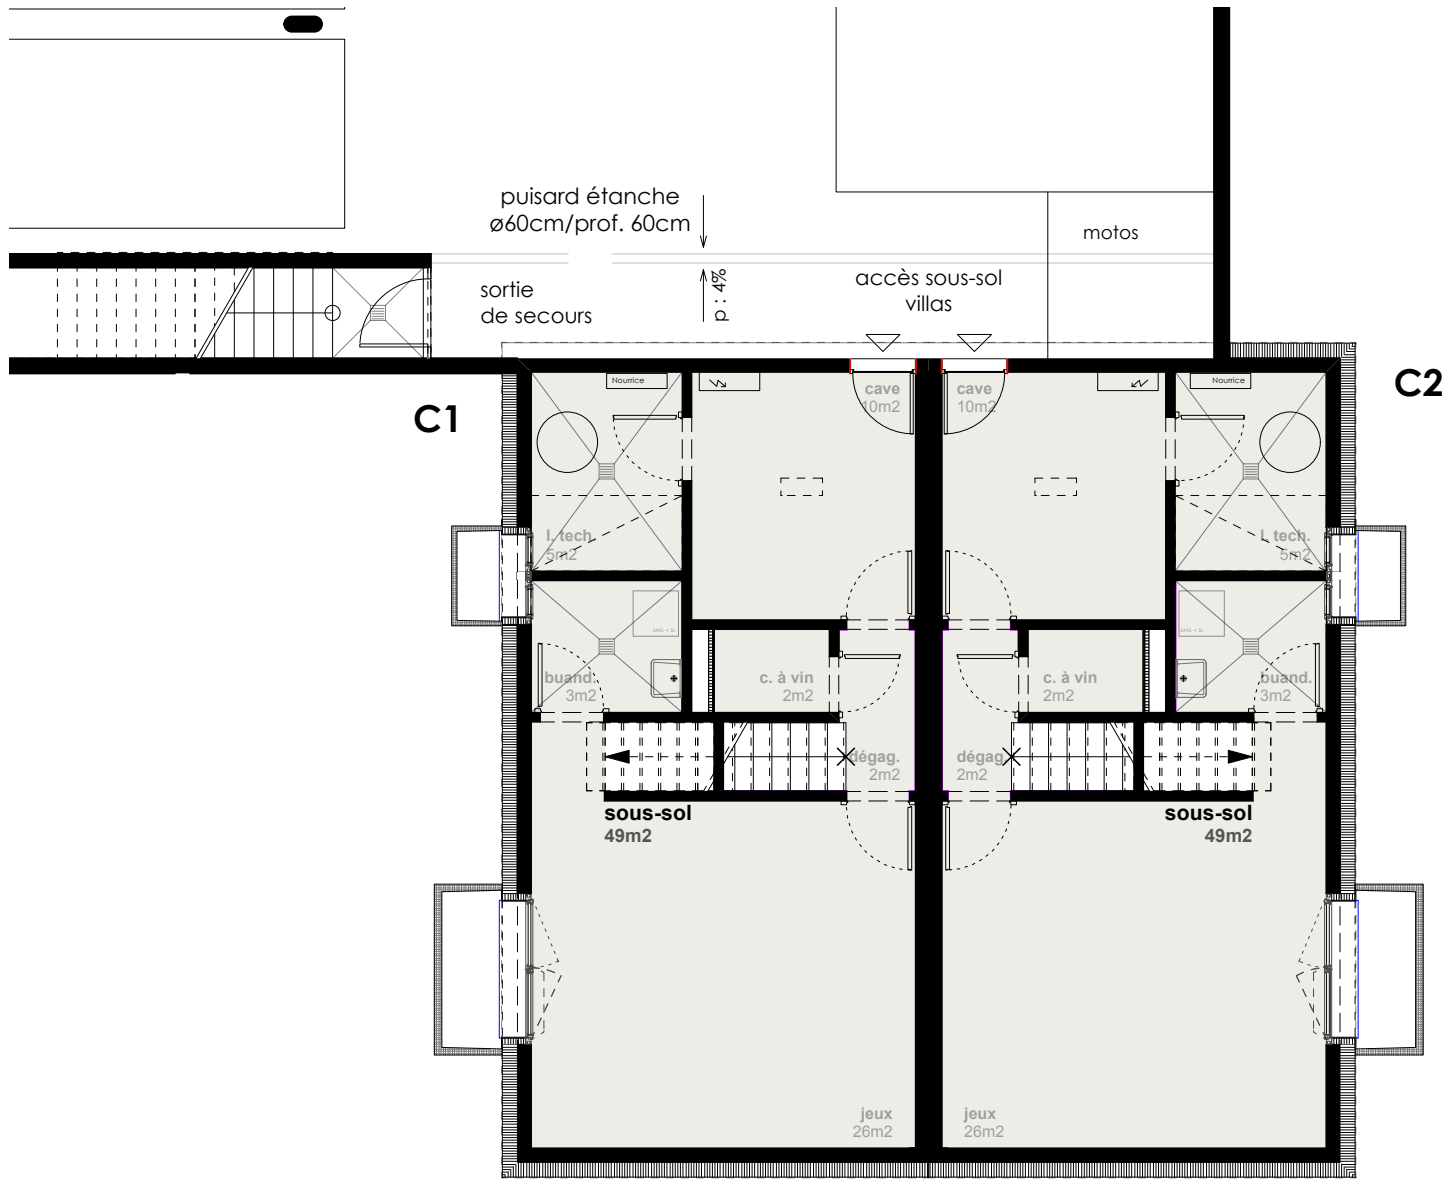 puisard étanche
ø60cm/prof. 60cm
motos
p : 4%
sortie
de secours
accès sous-sol
villas
C1
C2
Nourrice
cave
10m2
cave
10m2
Nourrice
l. tech.
5m2
l. tech.
5m2
buand.
3m2
c. à vin
2m2
c. à vin
2m2
buand.
3m2
dégag.
2m2
dégag.
2m2
sous-sol
49m2
sous-sol
49m2
jeux
26m2
jeux
26m2